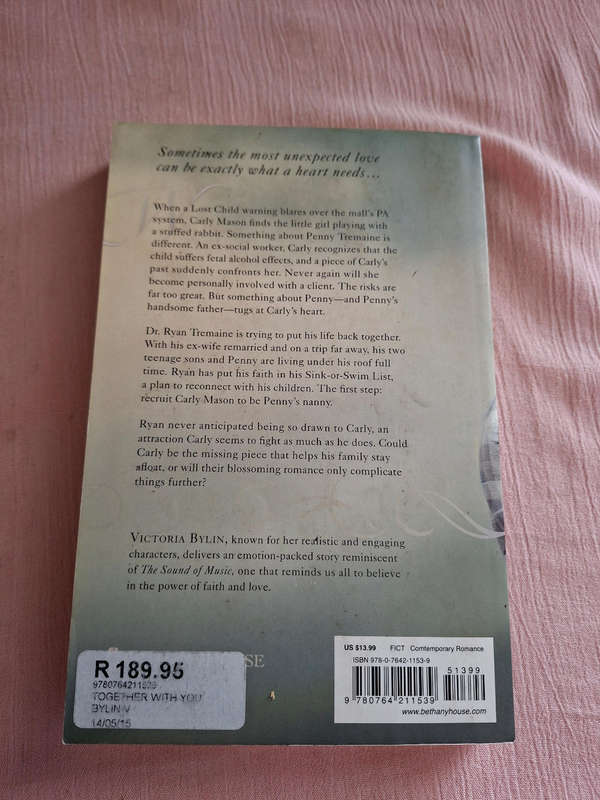 Sometimes the most unexpected love
can be exactly what a heart needs…
When a Lost Child warning blares over the mall's PA
system, Carly Mason finds the little girl playing with
a stuffed rabbit. Something about Penny Tremaine is
different. An ex-social worker, Carly recognizes that the
child suffers fetal alcohol effects, and a piece of Carly's
past suddenly confronts her. Never again will she
become personally involved with a client. The risks are
far too great. But something about Penny—and Penny's
handsome father—tugs at Carly's heart.
Dr. Ryan Tremaine is trying to put his life back together.
With his ex-wife remarried and on a trip far away, his two
teenage sons and Penny are living under his roof full
time. Ryan has put his faith in his Sink-or-Swim List,
a plan to reconnect with his children. The first step:
recruit Carly Mason to be Penny's nanny.
Ryan never anticipated being so drawn to Carly, an
attraction Carly seems to fight as much as he does. Could
Carly be the missing piece that helps his family stay
afloat, or will their blossoming romance only complicate
things further?
VICTORIA BYLIN, known for her realistic and engaging
characters, delivers an emotion-packed story reminiscent
of The Sound of Music, one that reminds us all to believe
in the power of faith and love.
R 189.95
9780764211539
TOGETHER WITH YOU
BYLIN V
14/05/15
US $13.99 FICT Comtemporary Romance
ISBN 978-0-7642-1153-9
51399
9 780764 211539
www.bethanyhouse.com